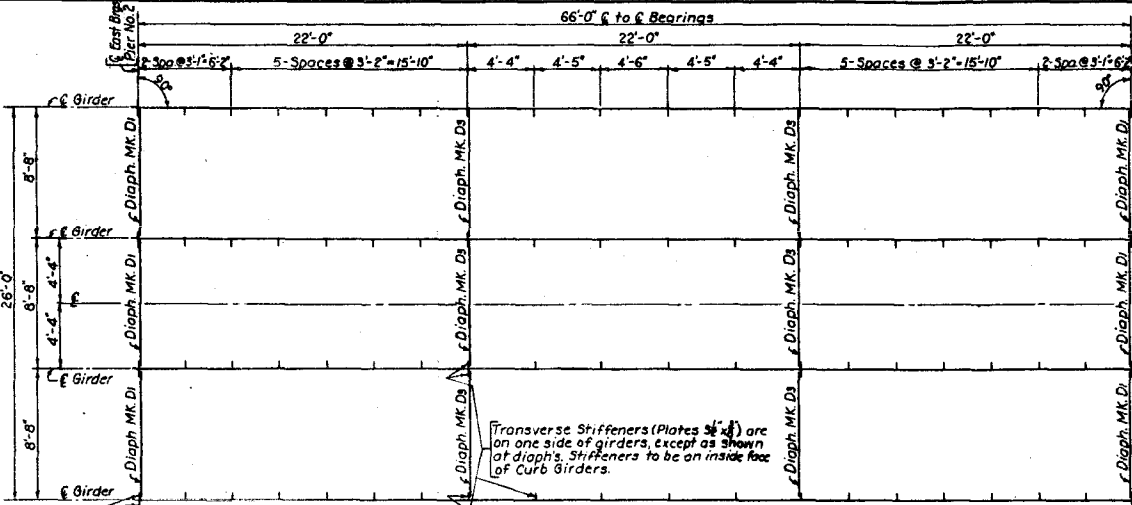 66'-0" ℄ to ℄ Bearings
℄ East Brg
Pier No. 2
22'-0" 22'-0" 22'-0"
2-Spa@3'-1"=6'-2" 5-Spaces @ 3'-2"=15'-10" 4'-4" 4'-5" 4'-6" 4'-5" 4'-4" 5-Spaces @ 3'-2"=15'-10" 2-Spa@3'-1"=6'-2"
90° 90°
℄ Girder
8'-8"
℄ Diaph. MK. D1 ℄ Diaph. MK. D3 ℄ Diaph. MK. D3 ℄ Diaph. MK. D1
℄ Girder
26'-0" 8'-8" 4'-4" ℄ 4'-4"
℄ Diaph. MK. D1 ℄ Diaph. MK. D3 ℄ Diaph. MK. D3 ℄ Diaph. MK. D1
℄ Girder
8'-8"
℄ Diaph MK. D1 ℄ Diaph. MK. D3 ℄ Diaph. MK. D3 ℄ Diaph. MK. D1
Transverse Stiffeners (Plates) are
on one side of girders, except as shown
at diaph's. Stiffeners to be on inside face
of Curb Girders.
℄ Girder